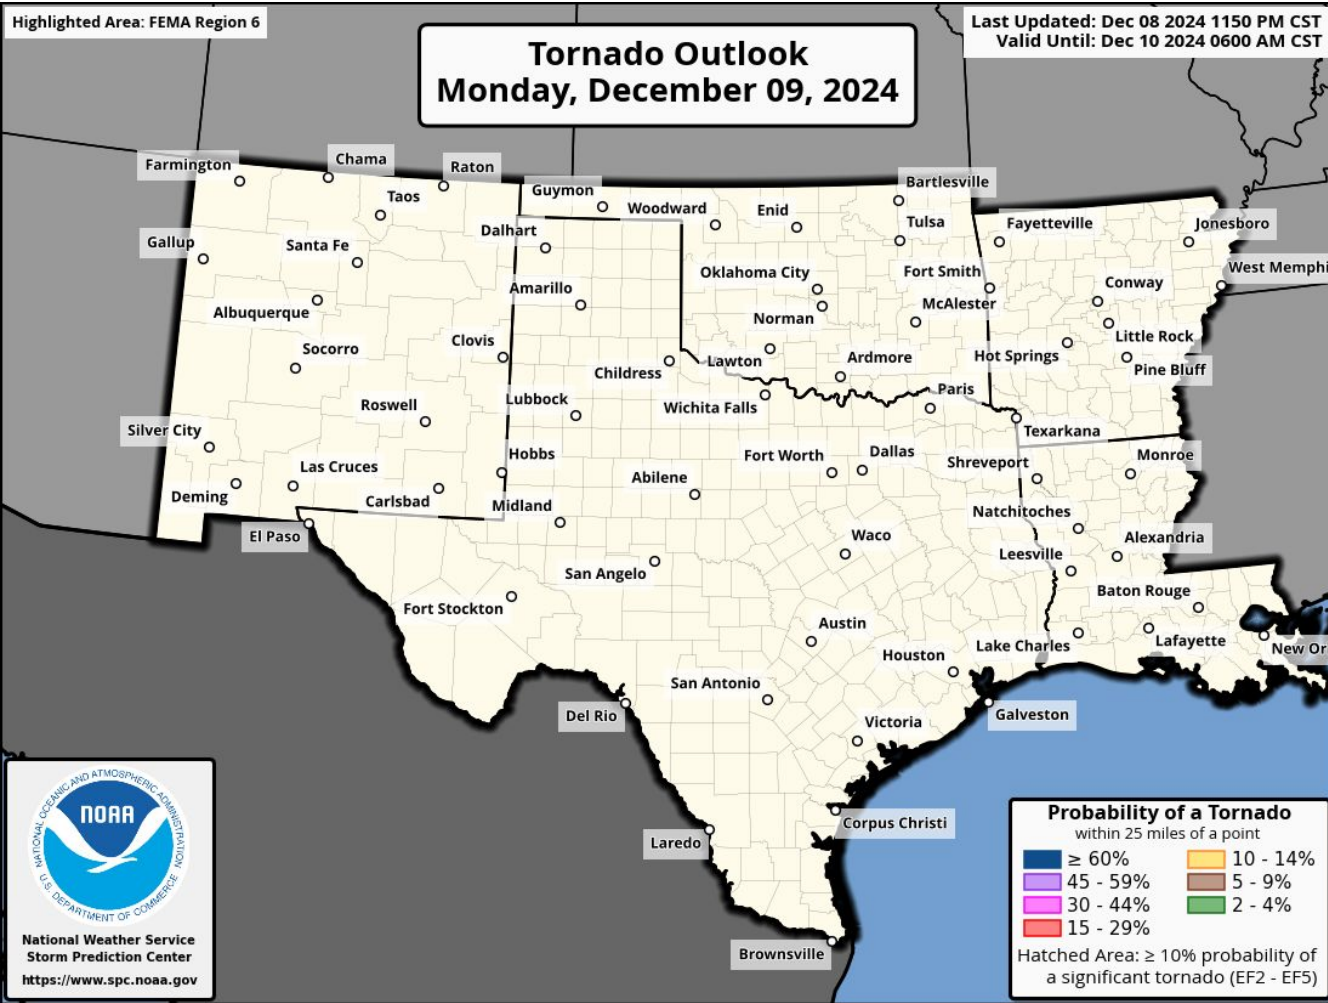 Highlighted Area: FEMA Region 6
Last Updated: Dec 08 2024 1150 PM CST
Valid Until: Dec 10 2024 0600 AM CST
Tornado Outlook
Monday, December 09, 2024
Farmington
Chama
Raton
Taos
Guymon
Woodward
Enid
Bartlesville
Tulsa
Fayetteville
Jonesboro
Gallup
Santa Fe
Dalhart
Oklahoma City
Fort Smith
West Memphi
Amarillo
Conway
Albuquerque
Norman
McAlester
Socorro
Clovis
Little Rock
Childress
Lawton
Ardmore
Hot Springs
Pine Bluff
Roswell
Lubbock
Wichita Falls
Paris
Silver City
Texarkana
Las Cruces
Hobbs
Abilene
Fort Worth
Dallas
Shreveport
Monroe
Deming
Carlsbad
Midland
Natchitoches
El Paso
Waco
Alexandria
San Angelo
Leesville
Fort Stockton
Baton Rouge
Austin
Lake Charles
Lafayette
New Or
Houston
San Antonio
Del Rio
Victoria
Galveston
Corpus Christi
Laredo
Brownsville
NATIONAL OCEANIC AND ATMOSPHERIC ADMINISTRATION
NOAA
U.S. DEPARTMENT OF COMMERCE
National Weather Service
Storm Prediction Center
https://www.spc.noaa.gov
Probability of a Tornado
within 25 miles of a point
≥ 60%
45 - 59%
30 - 44%
15 - 29%
10 - 14%
5 - 9%
2 - 4%
Hatched Area: ≥ 10% probability of
a significant tornado (EF2 - EF5)